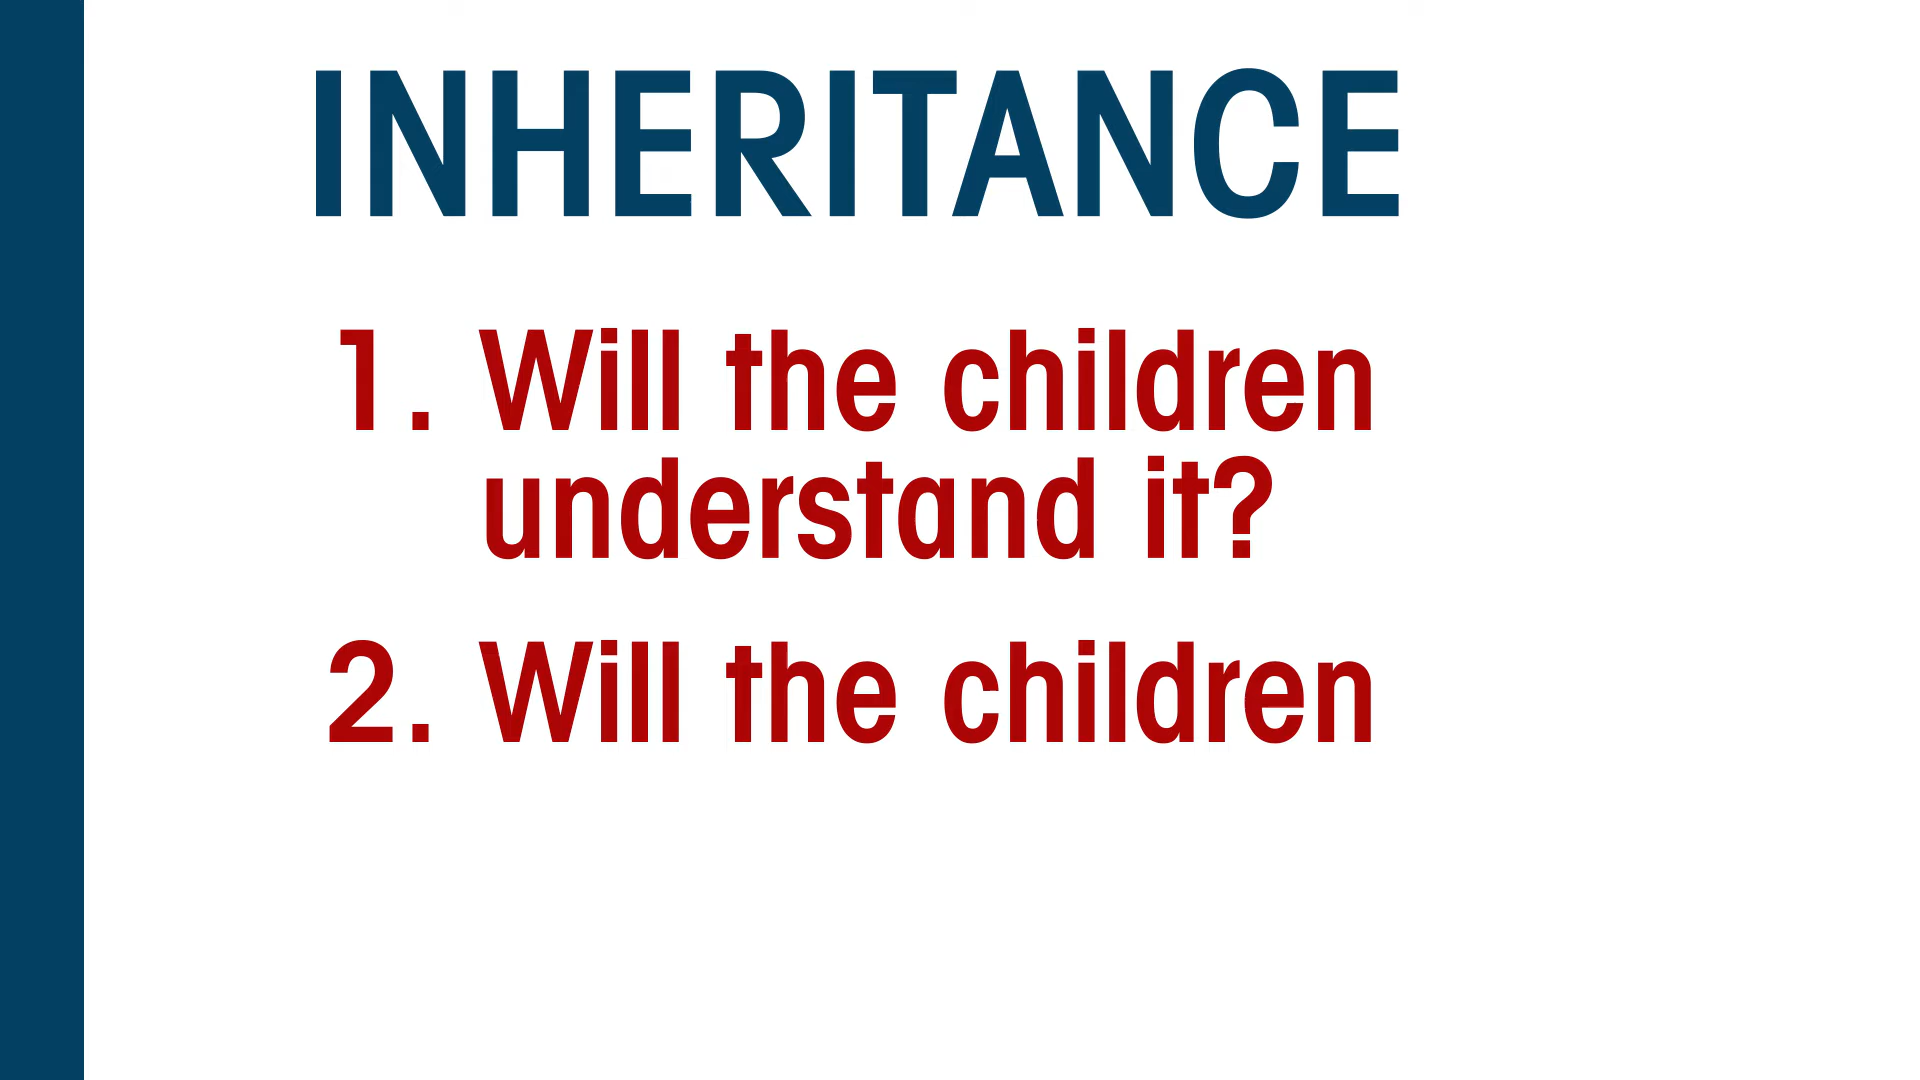 INHERITANCE
1. Will the children
understand it?
2. Will the children